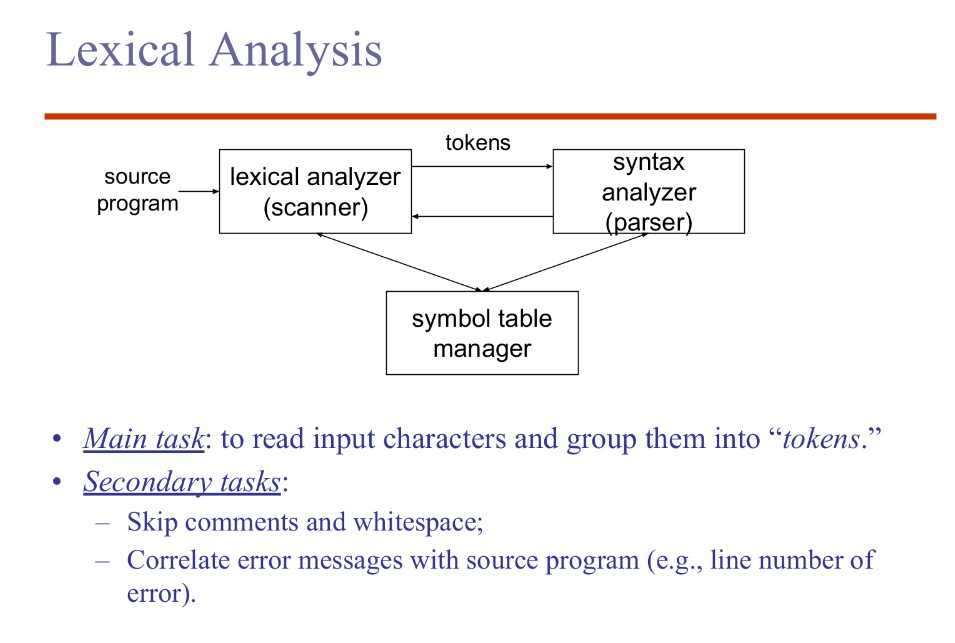 Lexical Analysis
tokens
source
program
lexical analyzer
(scanner)
syntax
analyzer
(parser)
symbol table
manager
• Main task: to read input characters and group them into “tokens.”
• Secondary tasks:
– Skip comments and whitespace;
– Correlate error messages with source program (e.g., line number of
error).